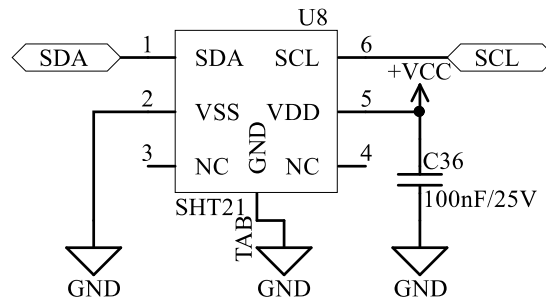 U8
SDA 1 SDA SCL 6 SCL
+VCC
2 VSS VDD 5
GND
3 NC NC 4
C36
100nF/25V
SHT21
TAB
GND GND GND